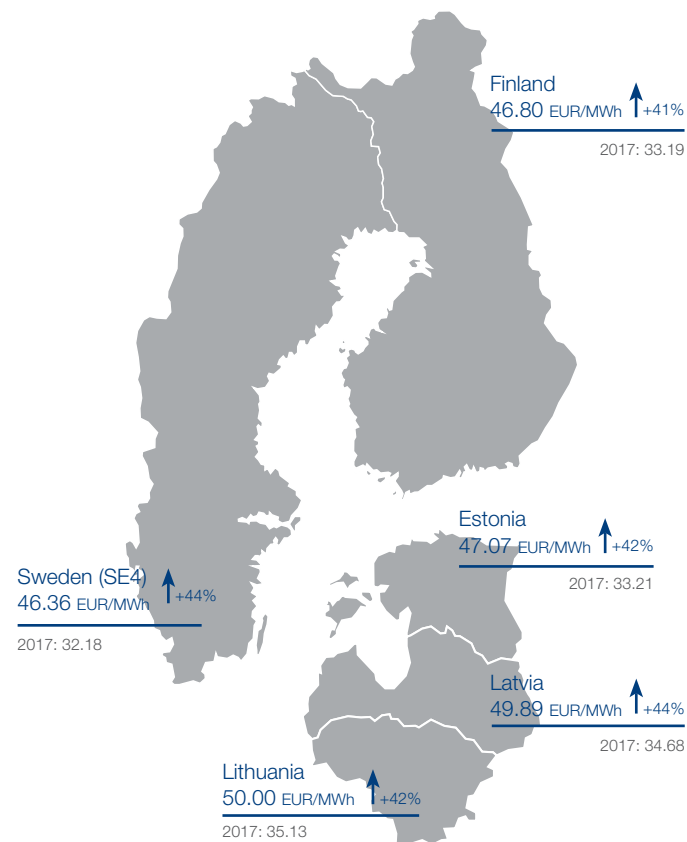 Finland
46.80 EUR/MWh +41%
2017: 33.19
Estonia
47.07 EUR/MWh +42%
2017: 33.21
Sweden (SE4)
46.36 EUR/MWh +44%
2017: 32.18
Latvia
49.89 EUR/MWh +44%
2017: 34.68
Lithuania
50.00 EUR/MWh +42%
2017: 35.13